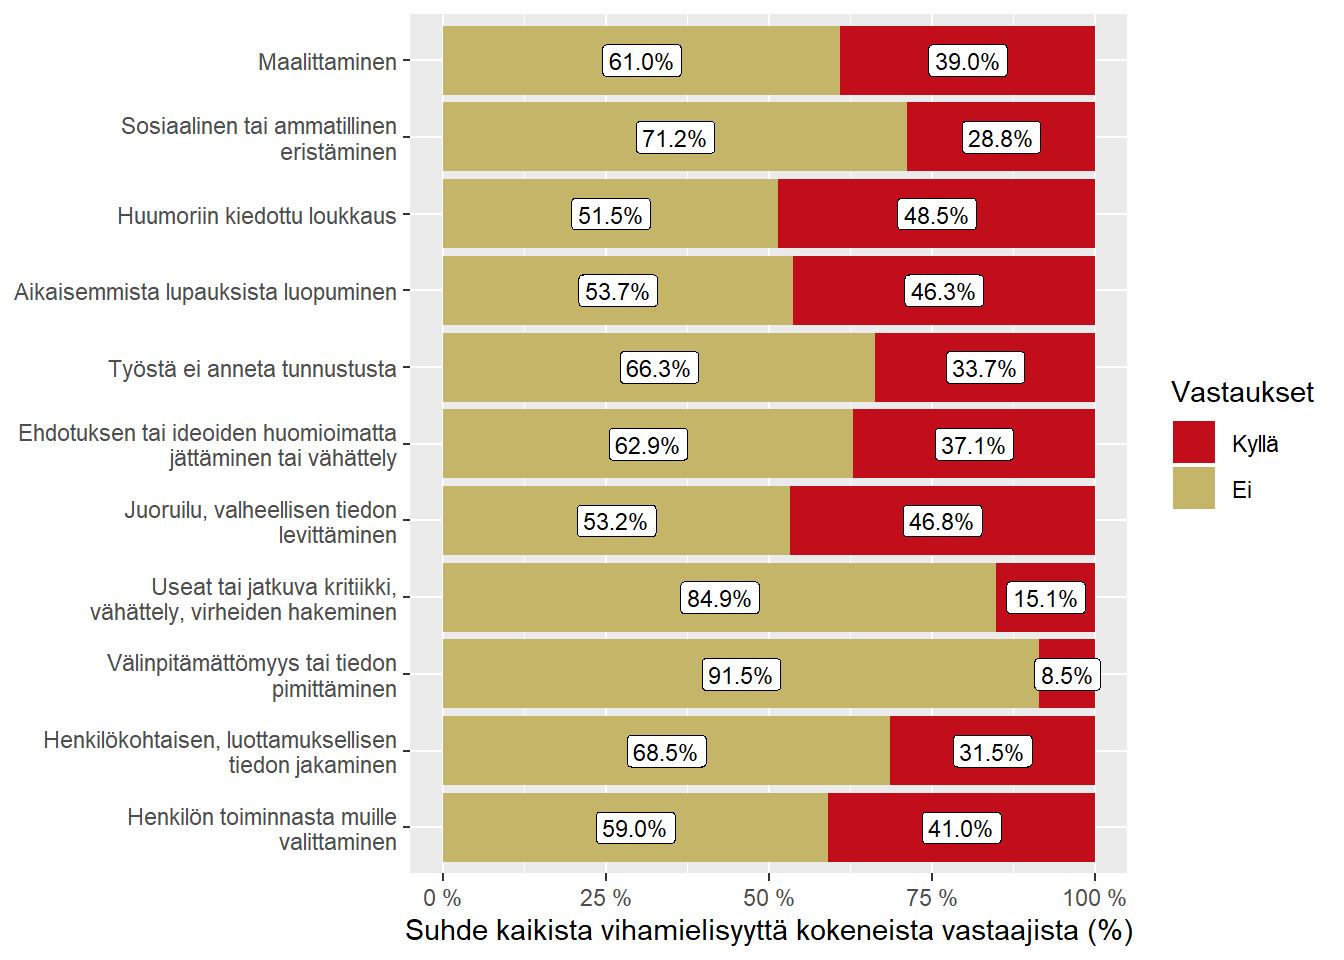 Maalittaminen
61.0%
39.0%
Sosiaalinen tai ammatillinen
eristäminen
71.2%
28.8%
Huumoriin kiedottu loukkaus
51.5%
48.5%
Aikaisemmista lupauksista luopuminen
53.7%
46.3%
Työstä ei anneta tunnustusta
66.3%
33.7%
Ehdotuksen tai ideoiden huomioimatta
jättäminen tai vähättely
62.9%
37.1%
Juoruilu, valheellisen tiedon
levittäminen
53.2%
46.8%
Useat tai jatkuva kritiikki,
vähättely, virheiden hakeminen
84.9%
15.1%
Välinpitämättömyys tai tiedon
pimittäminen
91.5%
8.5%
Henkilökohtaisen, luottamuksellisen
tiedon jakaminen
68.5%
31.5%
Henkilön toiminnasta muille
valittaminen
59.0%
41.0%
0 %
25 %
50 %
75 %
100 %
Suhde kaikista vihamielisyyttä kokeneista vastaajista (%)
Vastaukset
Kyllä
Ei